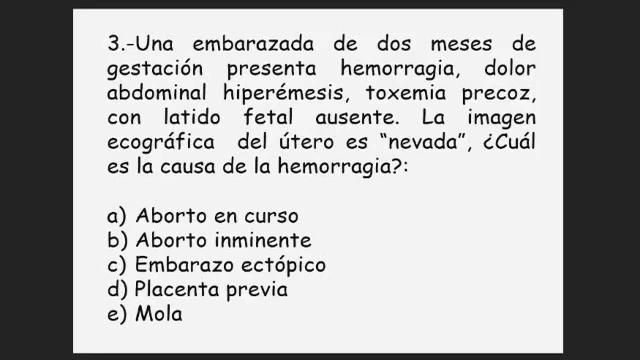 3.-Una embarazada de dos meses de
gestación presenta hemorragia, dolor
abdominal hiperémesis, toxemia precoz,
con latido fetal ausente. La imagen
ecográfica del útero es “nevada”, ¿Cuál
es la causa de la hemorragia?:
a) Aborto en curso
b) Aborto inminente
c) Embarazo ectópico
d) Placenta previa
e) Mola